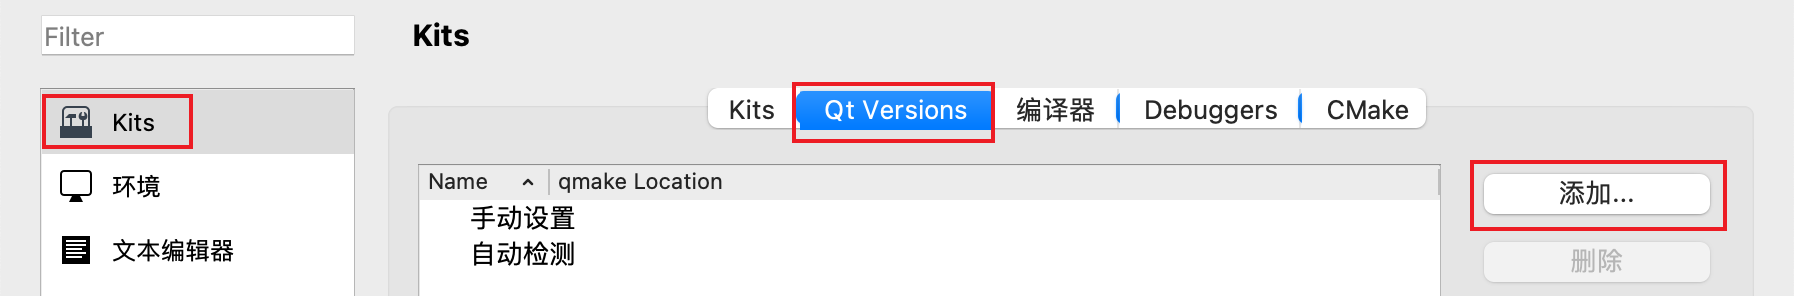 Filter
Kits
环境
文本编辑器
Kits
Kits Qt Versions 编译器 Debuggers CMake
Name qmake Location
手动设置
自动检测
添加...
删除